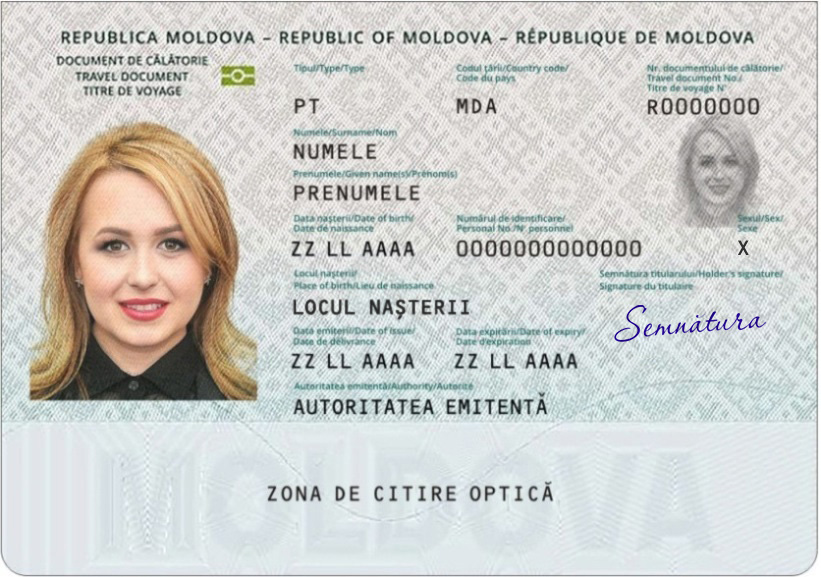 REPUBLICA MOLDOVA – REPUBLIC OF MOLDOVA – RÉPUBLIQUE DE MOLDOVA
DOCUMENT DE CĂLĂTORIE
TRAVEL DOCUMENT
TITRE DE VOYAGE
Tipul/Type/Type
Codul țării/Country code/
Code du pays
Nr. documentului de călătorie/
Travel document No./
Titre de voyage N°
PT
MDA
R0000000
Numele/Surname/Nom
NUMELE
Prenumele/Given name(s)/Prénom(s)
PRENUMELE
Data nașterii/Date of birth/
Date de naissance
Numărul de identificare/
Personal No./N° personnel
Sexul/Sex/
Sexe
ZZ LL AAAA
0000000000000
X
Locul nașterii/
Place of birth/Lieu de naissance
Semnătura titularului/Holder's signature/
Signature du titulaire
LOCUL NAȘTERII
Semnătura
Data emiterii/Date of issue/
Date de délivrance
Data expirării/Date of expiry/
Date d'expiration
ZZ LL AAAA
ZZ LL AAAA
Autoritatea emitentă/Authority/Autorité
AUTORITATEA EMITENTĂ
MOLDOVA
ZONA DE CITIRE OPTICĂ